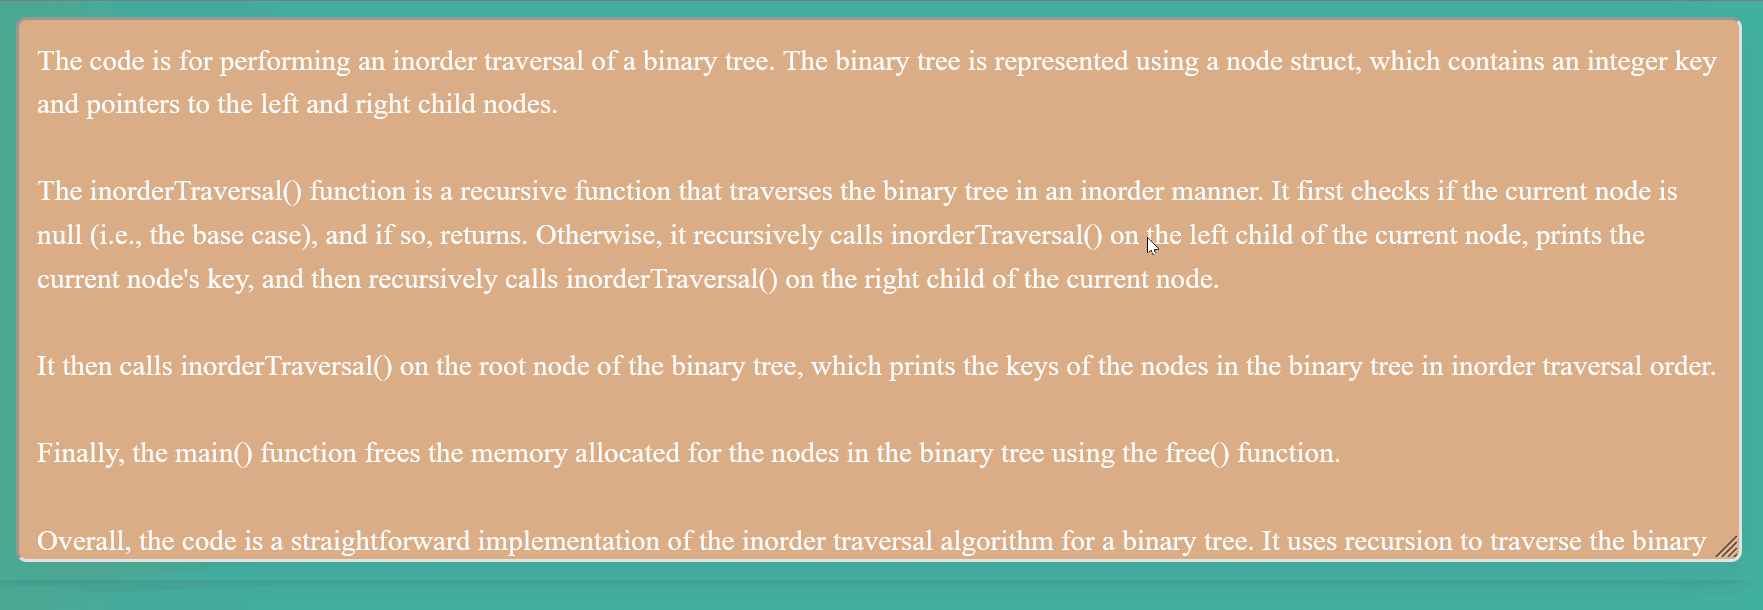 The code is for performing an inorder traversal of a binary tree. The binary tree is represented using a node struct, which contains an integer key
and pointers to the left and right child nodes.
The inorderTraversal() function is a recursive function that traverses the binary tree in an inorder manner. It first checks if the current node is
null (i.e., the base case), and if so, returns. Otherwise, it recursively calls inorderTraversal() on the left child of the current node, prints the
current node's key, and then recursively calls inorderTraversal() on the right child of the current node.
It then calls inorderTraversal() on the root node of the binary tree, which prints the keys of the nodes in the binary tree in inorder traversal order.
Finally, the main() function frees the memory allocated for the nodes in the binary tree using the free() function.
Overall, the code is a straightforward implementation of the inorder traversal algorithm for a binary tree. It uses recursion to traverse the binary